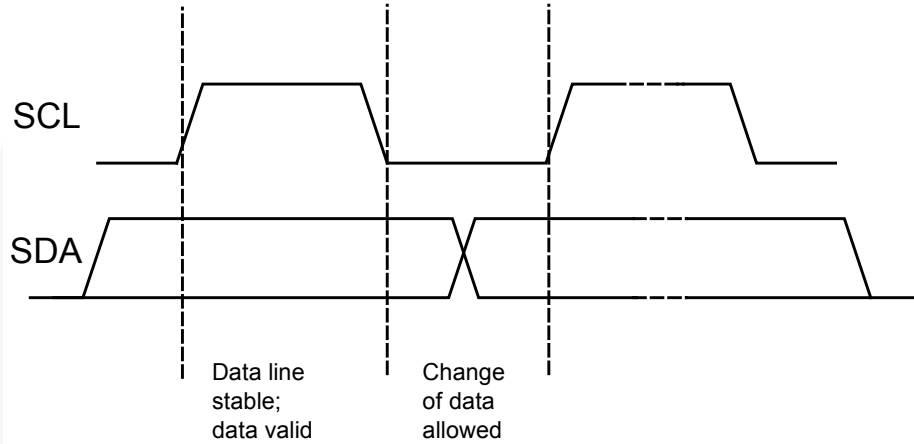 SCL
SDA
Data line
stable;
data valid
Change
of data
allowed